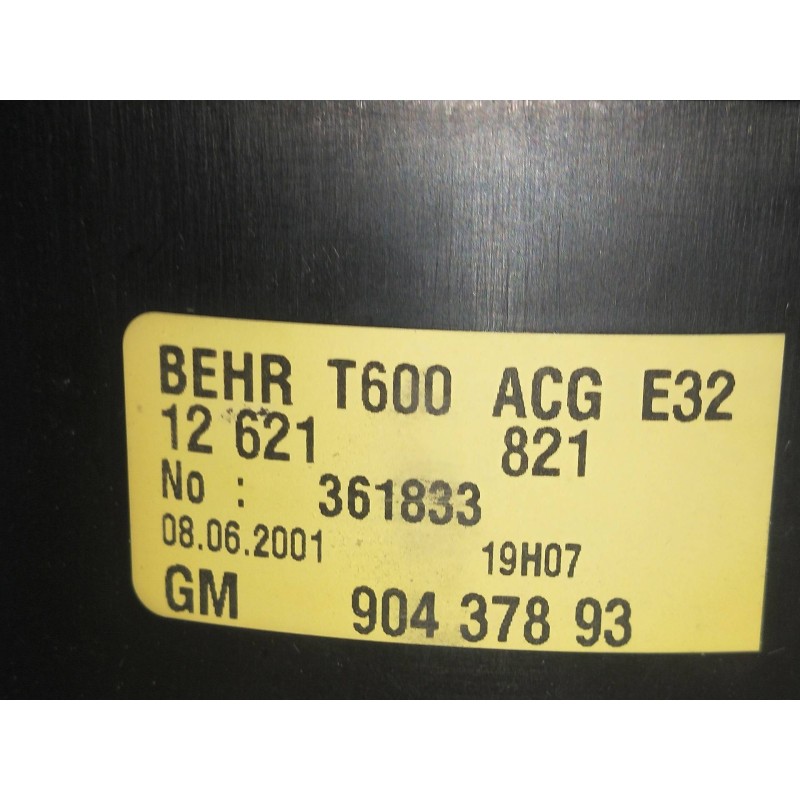 BEHR T600 ACG E32
12 621 821
No : 361833
08.06.2001 19H07
GM 904 378 93